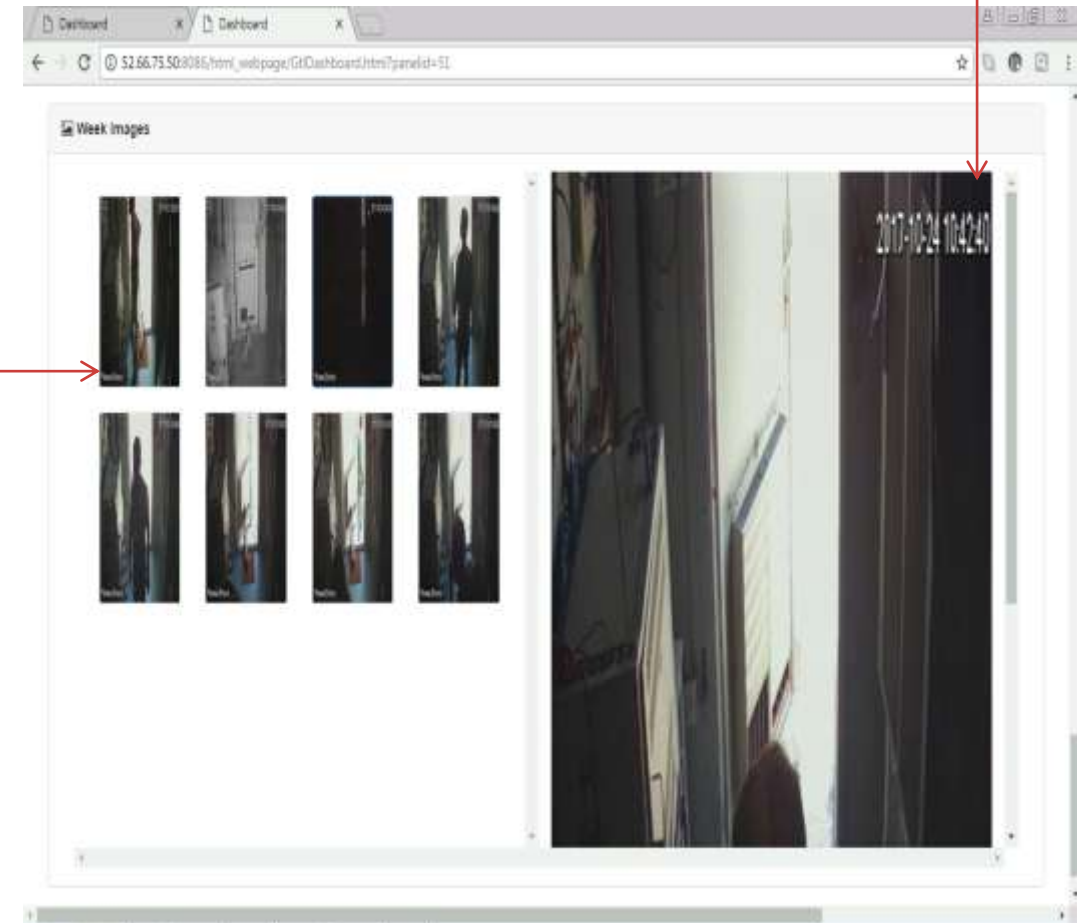 Dashboard Dashboard
52.66.75.50:8086/html_webpage/GtlDashboard.html?panelid=51
Week Images
2017-10-24 10:42:40